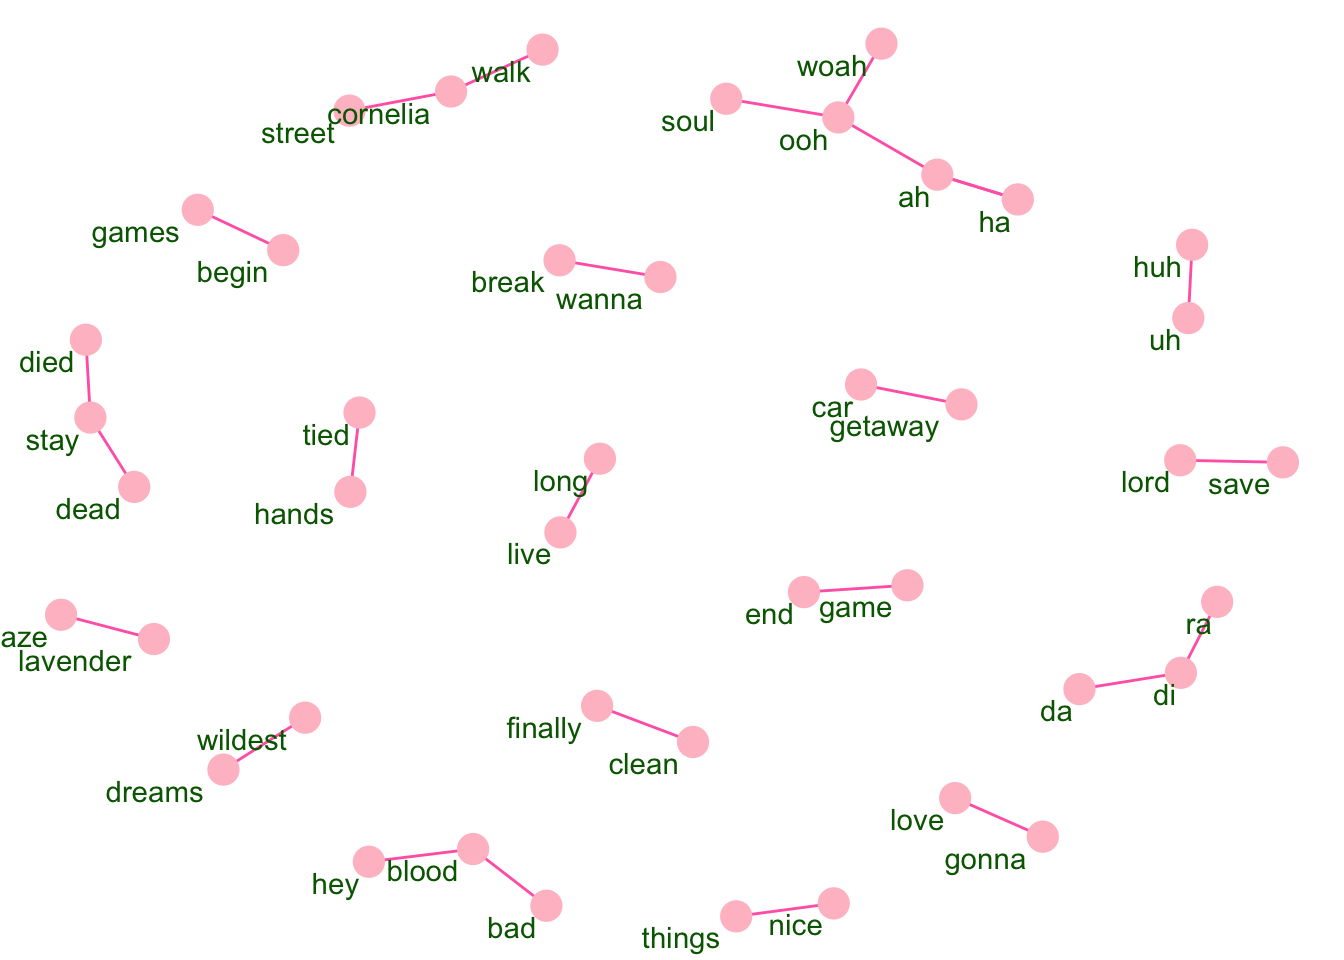 walk
woah
cornelia
street
soul
ooh
ah
ha
games
begin
break
wanna
huh
uh
died
stay
dead
tied
hands
car
getaway
long
live
lord
save
end
game
aze
lavender
ra
da
di
wildest
dreams
finally
clean
love
gonna
hey
blood
bad
things
nice